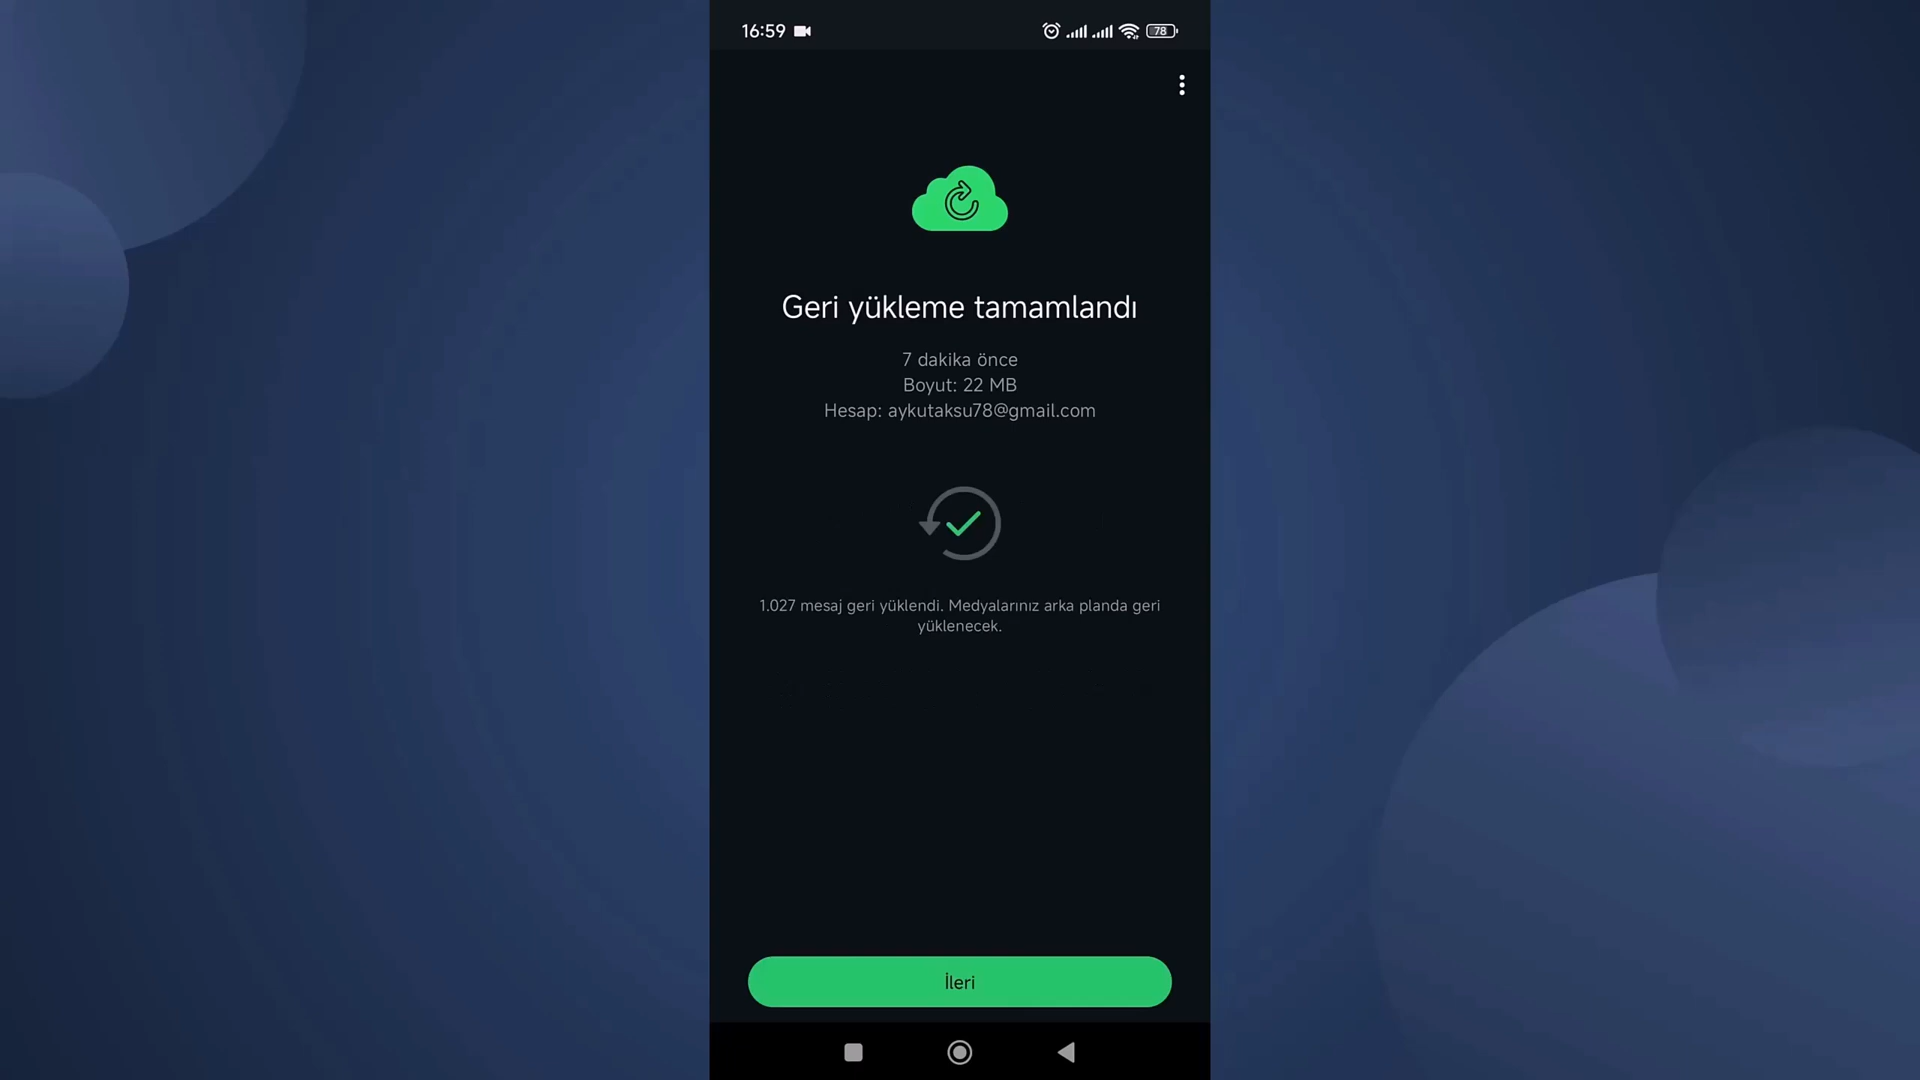 16:59
78
Geri yükleme tamamlandı
7 dakika önce
Boyut: 22 MB
Hesap: aykutaksu78@gmail.com
1.027 mesaj geri yüklendi. Medyalarınız arka planda geri
yüklenecek.
İleri